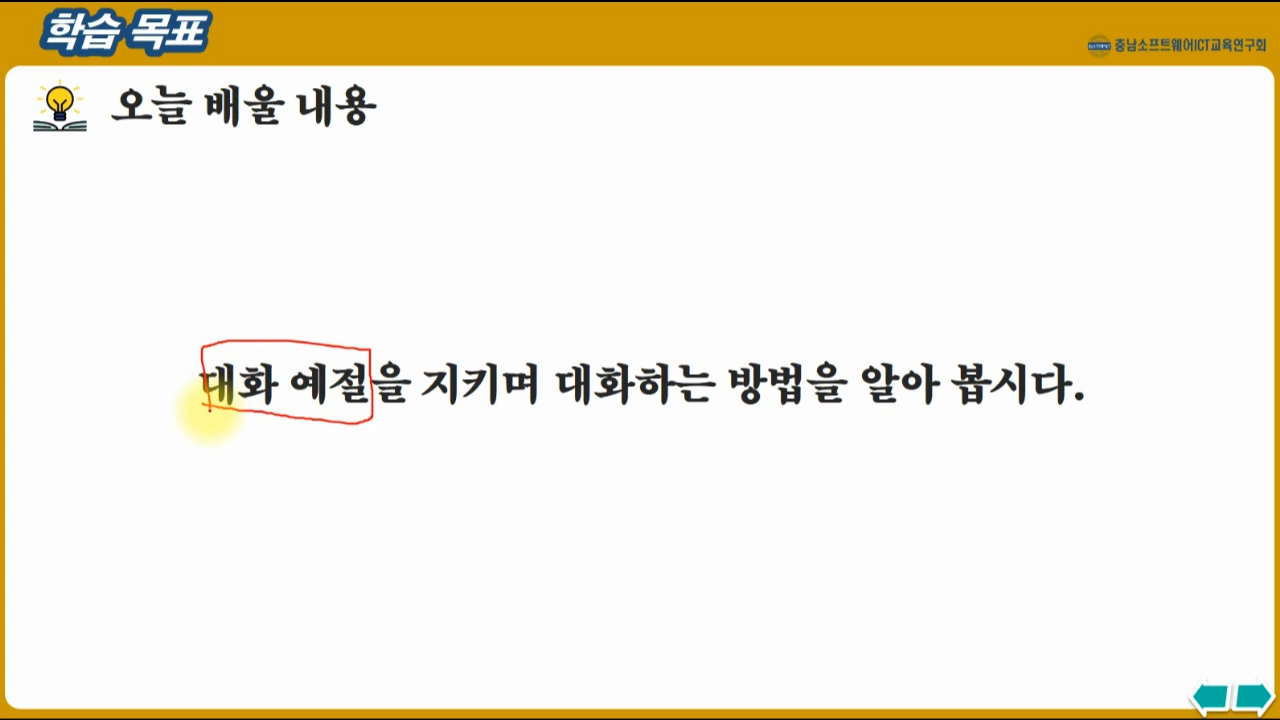 학습 목표
충남소프트웨어ICT교육연구회
오늘 배울 내용
대화 예절을 지키며 대화하는 방법을 알아 봅시다.